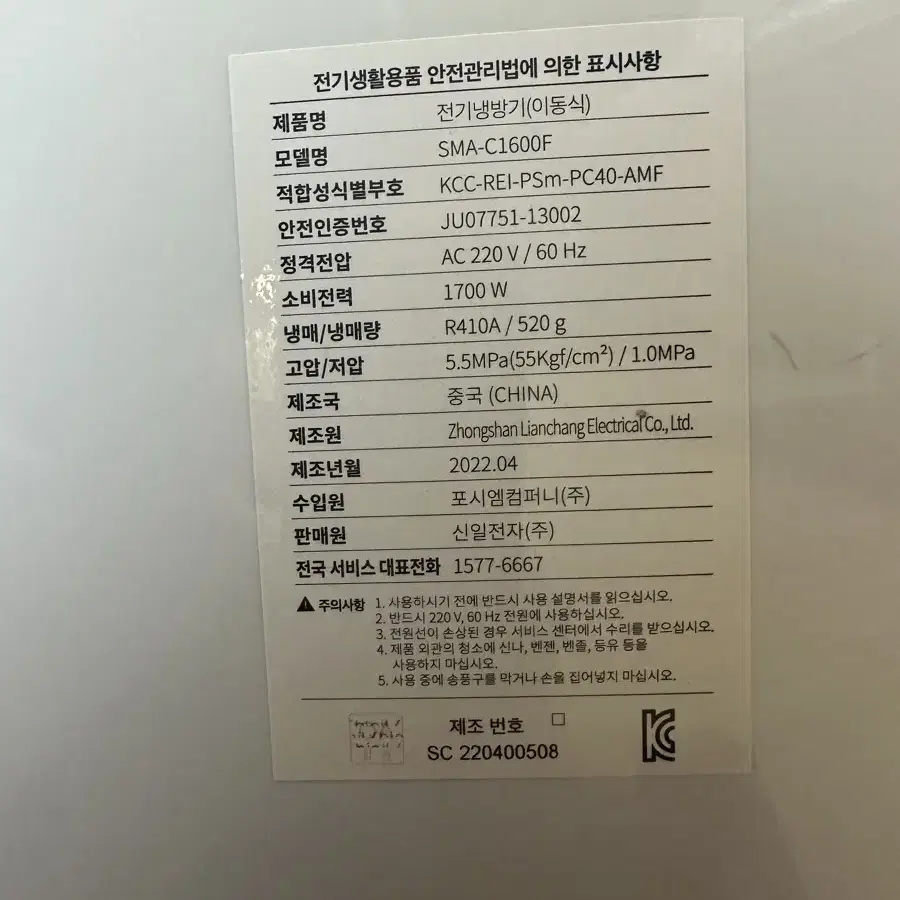 전기생활용품 안전관리법에 의한 표시사항
제품명 전기냉방기(이동식)
모델명 SMA-C1600F
적합성식별부호 KCC-REI-PSm-PC40-AMF
안전인증번호 JU07751-13002
정격전압 AC 220 V / 60 Hz
소비전력 1700 W
냉매/냉매량 R410A / 520 g
고압/저압 5.5MPa(55Kgf/cm²) / 1.0MPa
제조국 중국 (CHINA)
제조원 Zhongshan Lianchang Electrical Co., Ltd.
제조년월 2022.04
수입원 포시엠컴퍼니(주)
판매원 신일전자(주)
전국 서비스 대표전화 1577-6667
주의사항 1. 사용하시기 전에 반드시 사용 설명서를 읽으십시오.
2. 반드시 220 V, 60 Hz 전원에 사용하십시오.
3. 전원선이 손상된 경우 서비스 센터에서 수리를 받으십시오.
4. 제품 외관의 청소에 신나, 벤젠, 벤졸, 등유 등을
사용하지 마십시오.
5. 사용 중에 송풍구를 막거나 손을 집어넣지 마십시오.
제조 번호 □
SC 220400508
KC